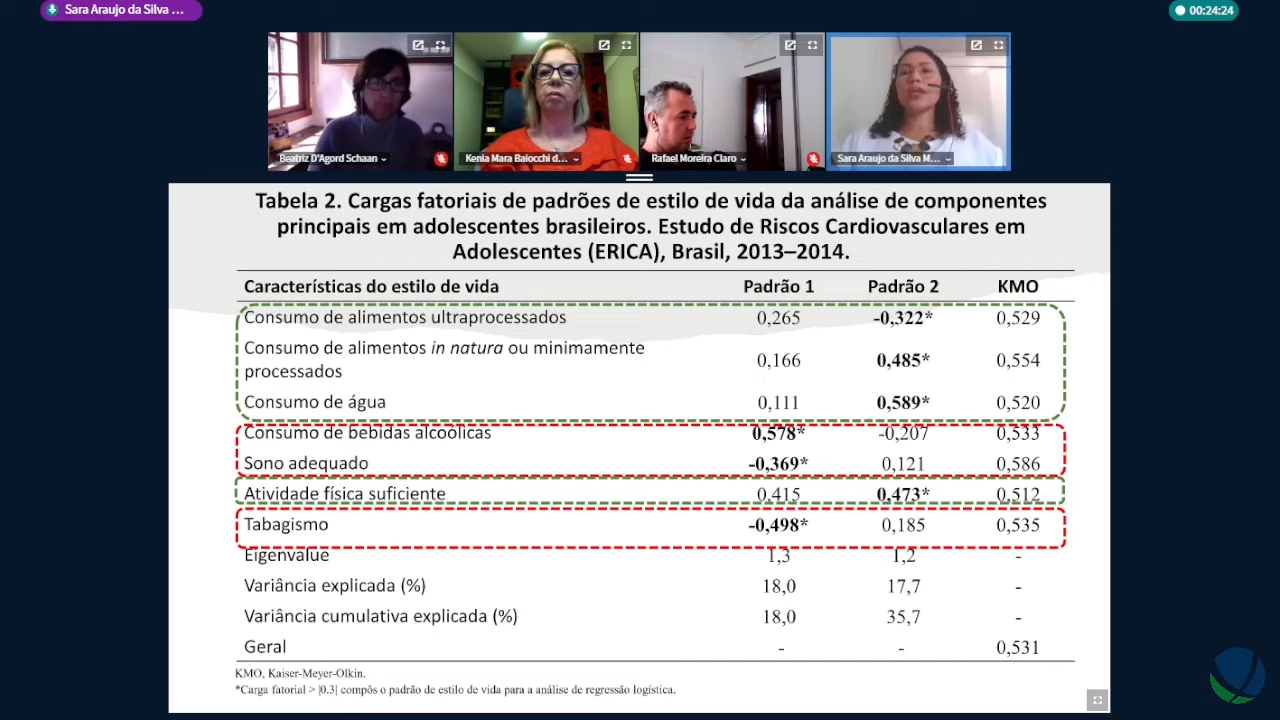 Sara Araujo da Silva ...
00:24:24
Beatriz D'Agord Schaan
Kenia Mara Baiocchi d...
Rafael Moreira Claro
Sara Araujo da Silva M...
Tabela 2. Cargas fatoriais de padrões de estilo de vida da análise de componentes
principais em adolescentes brasileiros. Estudo de Riscos Cardiovasculares em
Adolescentes (ERICA), Brasil, 2013–2014.
Características do estilo de vida Padrão 1 Padrão 2 KMO
Consumo de alimentos ultraprocessados 0,265 -0,322* 0,529
Consumo de alimentos in natura ou minimamente
processados 0,166 0,485* 0,554
Consumo de água 0,111 0,589* 0,520
Consumo de bebidas alcoólicas 0,578* -0,207 0,533
Sono adequado -0,369* 0,121 0,586
Atividade física suficiente 0,415 0,473* 0,512
Tabagismo -0,498* 0,185 0,535
Eigenvalue 1,3 1,2 -
Variância explicada (%) 18,0 17,7 -
Variância cumulativa explicada (%) 18,0 35,7 -
Geral - - 0,531
KMO, Kaiser-Meyer-Olkin.
*Carga fatorial > |0.3| compôs o padrão de estilo de vida para a análise de regressão logística.